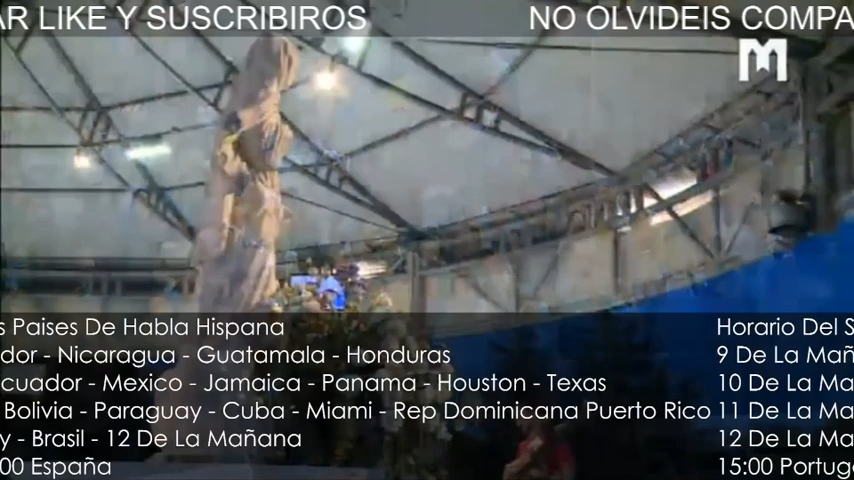 AR LIKE Y SUSCRIBIROS NO OLVIDEIS COMPA
M
s Paises De Habla Hispana Horario Del S
dor - Nicaragua - Guatamala - Honduras 9 De La Mañ
cuador - Mexico - Jamaica - Panama - Houston - Texas 10 De La Ma
Bolivia - Paraguay - Cuba - Miami - Rep Dominicana Puerto Rico 11 De La Ma
y - Brasil - 12 De La Mañana 12 De La Ma
00 España 15:00 Portug